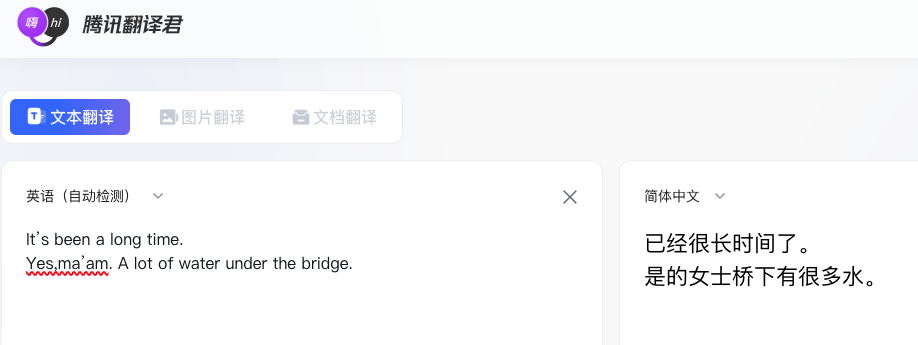 嗨 hi 腾讯翻译君
文本翻译 图片翻译 文档翻译
英语（自动检测）
It's been a long time.
Yes,ma'am. A lot of water under the bridge.
简体中文
已经很长时间了。
是的女士桥下有很多水。